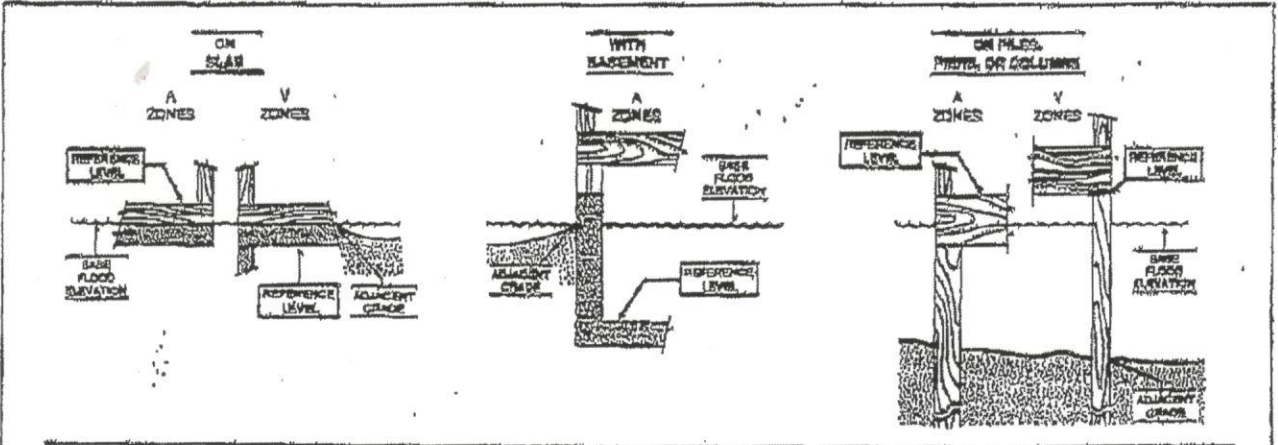 ON
SLAB
A
ZONES
V
ZONES
REFERENCE
LEVEL
BASE
FLOOD
ELEVATION
REFERENCE
LEVEL
ADJACENT
GRADE
WITH
BASEMENT
A
ZONES
BASE
FLOOD
ELEVATION
ADJACENT
GRADE
REFERENCE
LEVEL
ON PILES,
PIERS, OR COLUMNS
A
ZONES
V
ZONES
REFERENCE
LEVEL
REFERENCE
LEVEL
BASE
FLOOD
ELEVATION
ADJACENT
GRADE